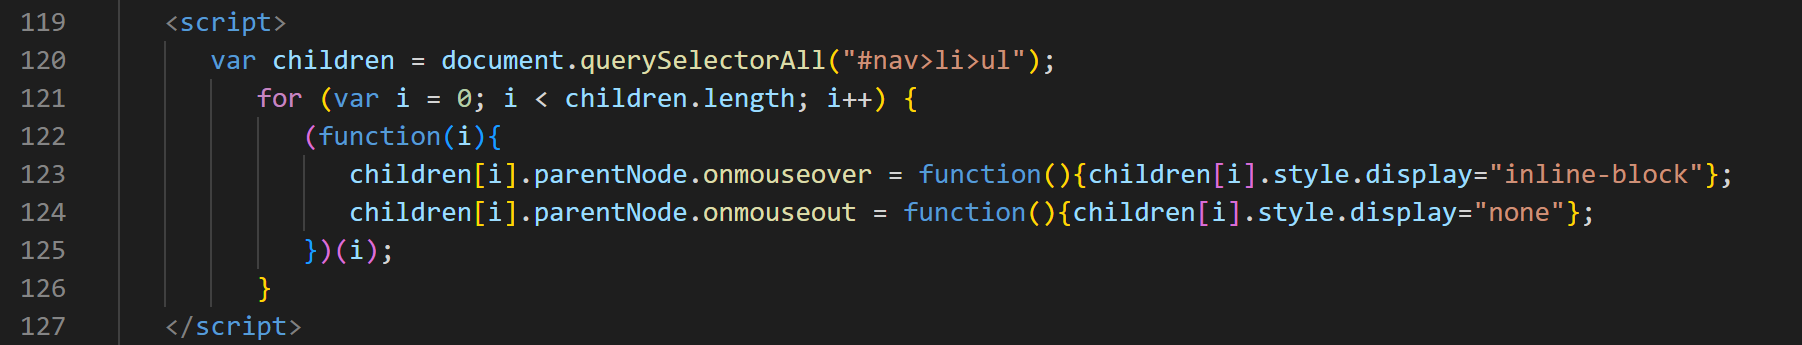 119 <script>
120 var children = document.querySelectorAll("#nav>li>ul");
121 for (var i = 0; i < children.length; i++) {
122 (function(i){
123 children[i].parentNode.onmouseover = function(){children[i].style.display="inline-block"};
124 children[i].parentNode.onmouseout = function(){children[i].style.display="none"};
125 })(i);
126 }
127 </script>